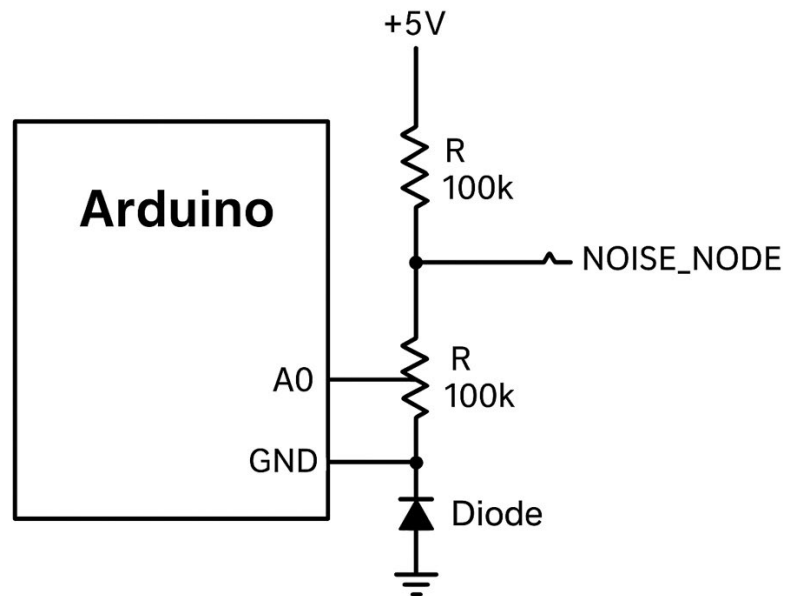 +5V
R
100k
Arduino
NOISE_NODE
R
100k
A0
GND
Diode